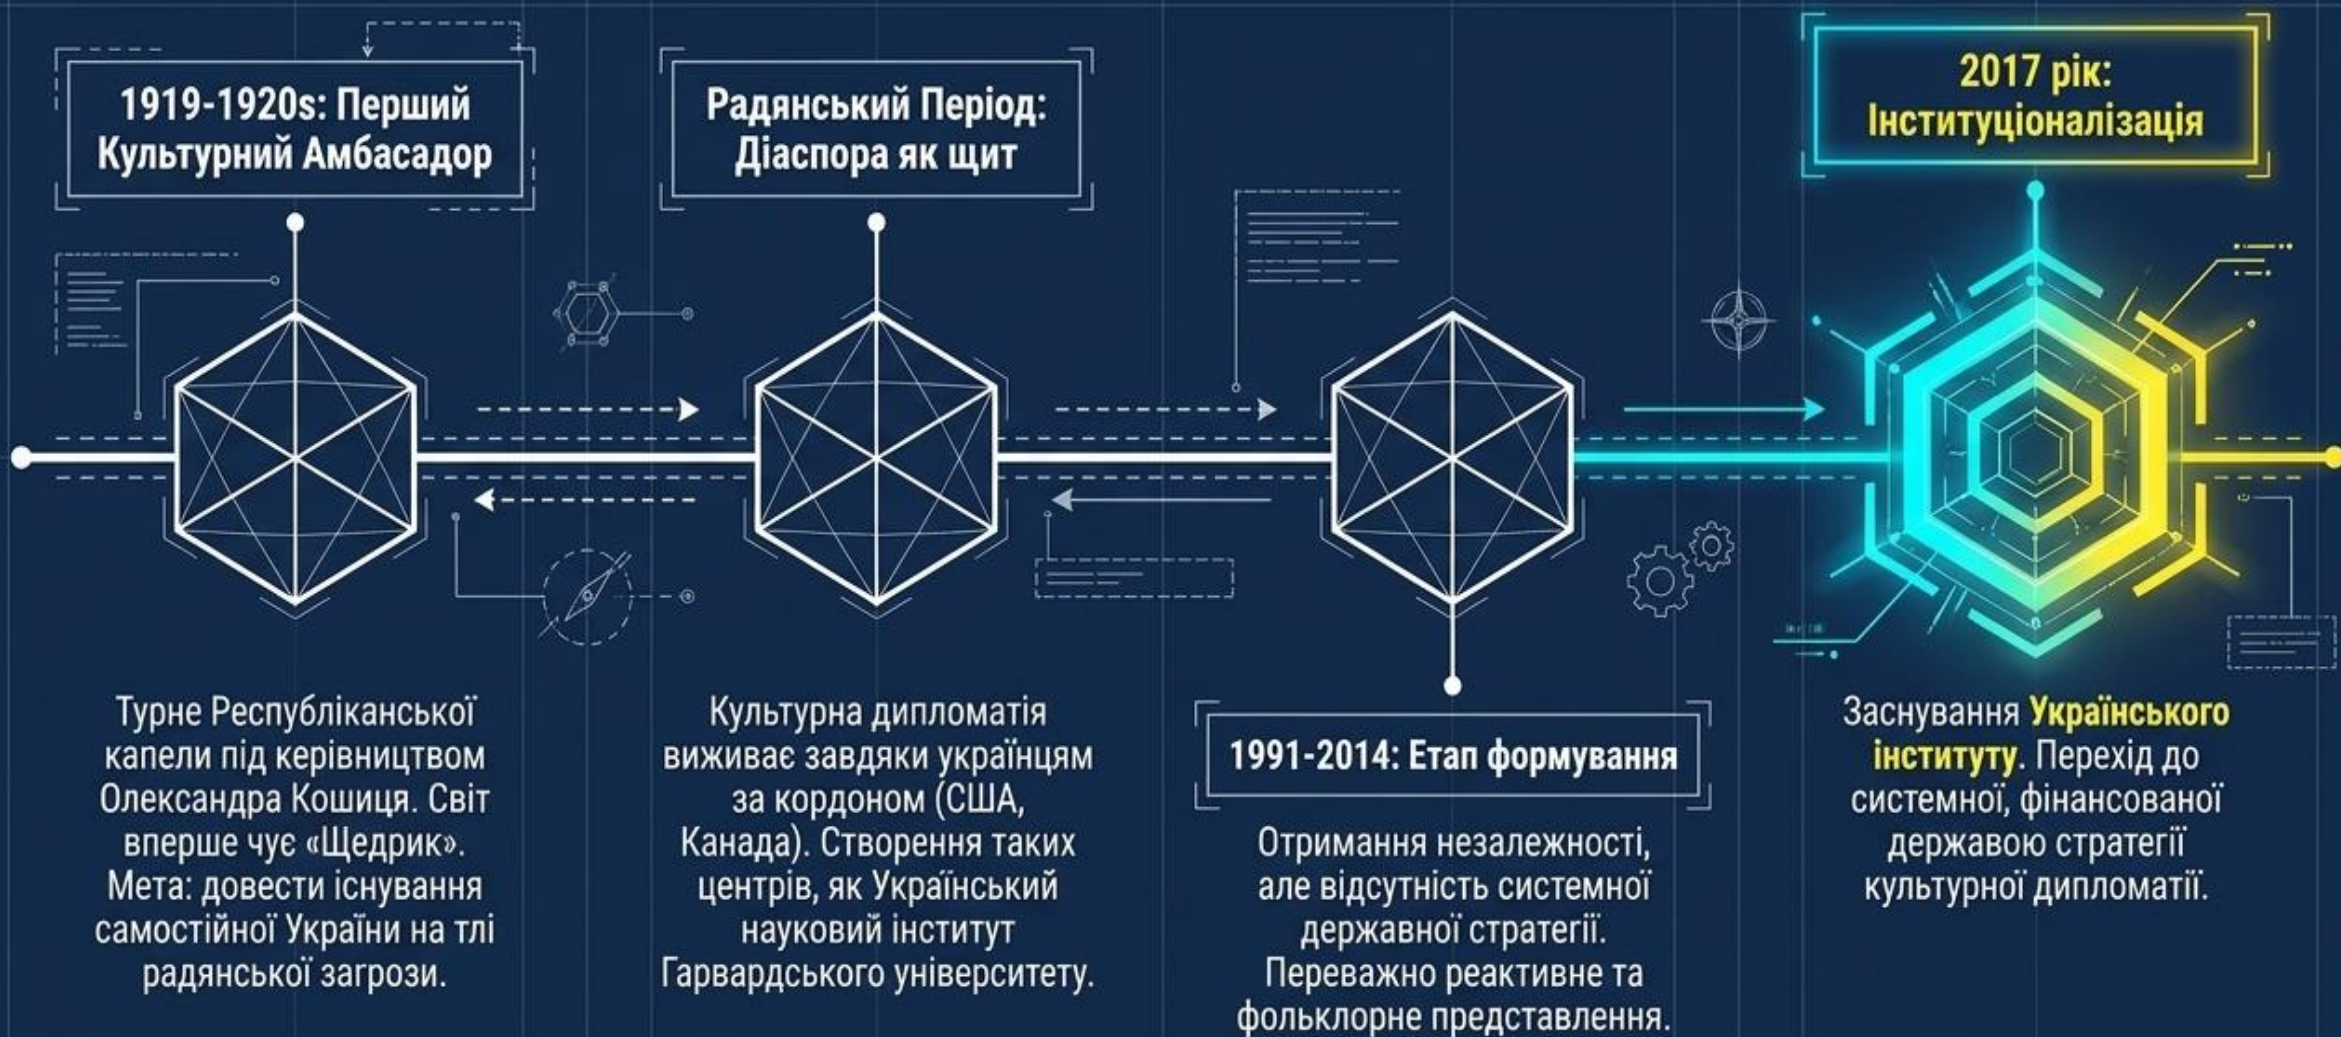 1919-1920s: Перший
Культурний Амбасадор
Турне Республіканської
капели під керівництвом
Олександра Кошиця. Світ
вперше чує «Щедрик».
Мета: довести існування
самостійної України на тлі
радянської загрози.
Радянський Період:
Діаспора як щит
Культурна дипломатія
виживає завдяки українцям
за кордоном (США,
Канада). Створення таких
центрів, як Український
науковий інститут
Гарвардського університету.
1991-2014: Етап формування
Отримання незалежності,
але відсутність системної
державної стратегії.
Переважно реактивне та
фольклорне представлення.
2017 рік:
Інституціоналізація
Заснування Українського
інституту. Перехід до
системної, фінансованої
державою стратегії
культурної дипломатії.